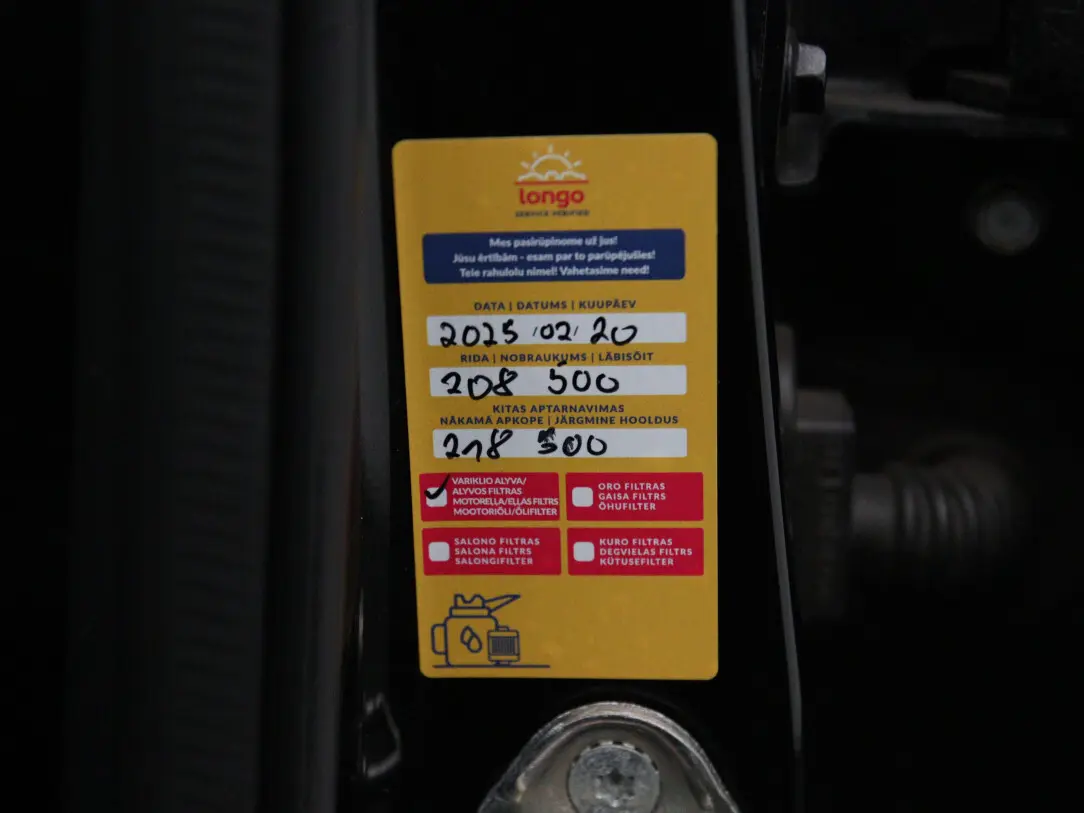 longo
SERVICE VERIFIED
Mes pasirūpinome už jus!
Jūsu ērtībām - esam par to parūpējušies!
Teie rahulolu nimel! Vahetasime need!
DATA | DATUMS | KUUPÄEV
2025 /02/ 20
RIDA | NOBRAUKUMS | LÄBISÕIT
208 500
KITAS APTARNAVIMAS
NĀKAMĀ APKOPE | JÄRGMINE HOOLDUS
218 500
VARIKLIO ALYVA/
ALYVOS FILTRAS
MOTOREĻĻA/EĻĻAS FILTRS
MOOTORIÕLI/ÕLIFILTER
ORO FILTRAS
GAISA FILTRS
ÕHUFILTER
SALONO FILTRAS
SALONA FILTRS
SALONGIFILTER
KURO FILTRAS
DEGVIELAS FILTRS
KÜTUSEFILTER